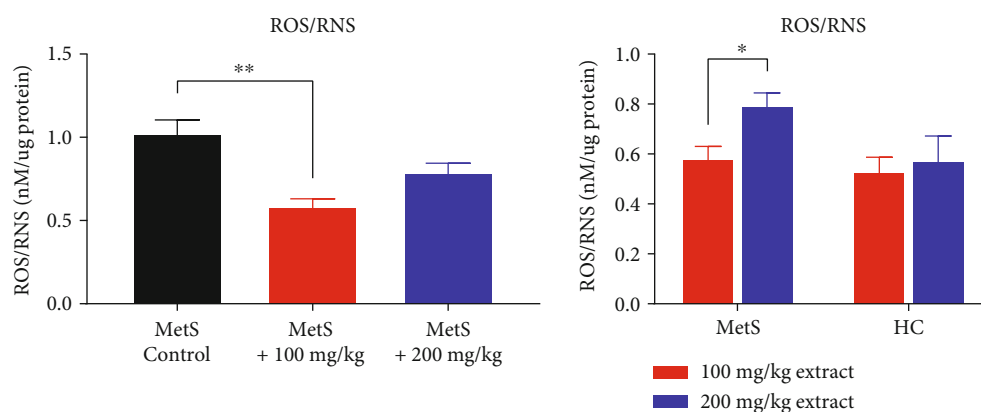 ROS/RNS
ROS/RNS (nM/ug protein)
1.5
1.0
0.5
0.0
**
MetS
Control
MetS
+ 100 mg/kg
MetS
+ 200 mg/kg
ROS/RNS
ROS/RNS (nM/ug protein)
1.0
0.8
0.6
0.4
0.2
0.0
*
MetS
HC
100 mg/kg extract
200 mg/kg extract